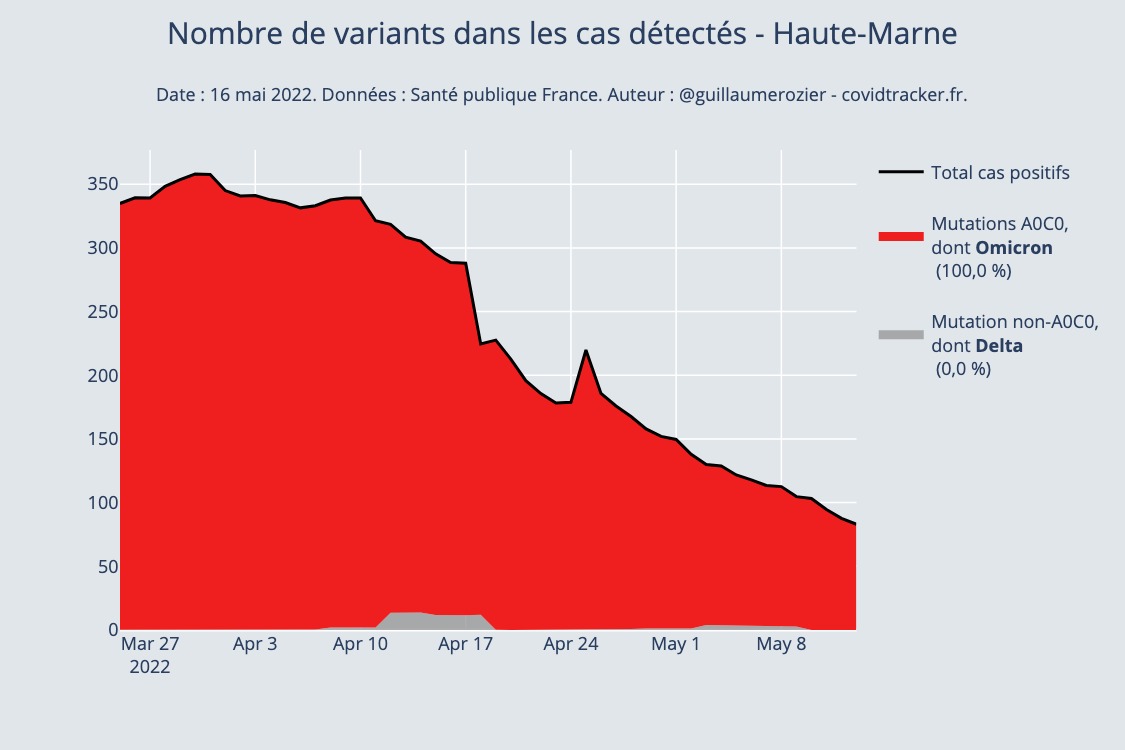 Nombre de variants dans les cas détectés - Haute-Marne
Date : 16 mai 2022. Données : Santé publique France. Auteur : @guillaumerozier - covidtracker.fr.
350
300
250
200
150
100
50
0
Mar 27
2022
Apr 3
Apr 10
Apr 17
Apr 24
May 1
May 8
Total cas positifs
Mutations A0C0,
dont Omicron
(100,0 %)
Mutation non-A0C0,
dont Delta
(0,0 %)